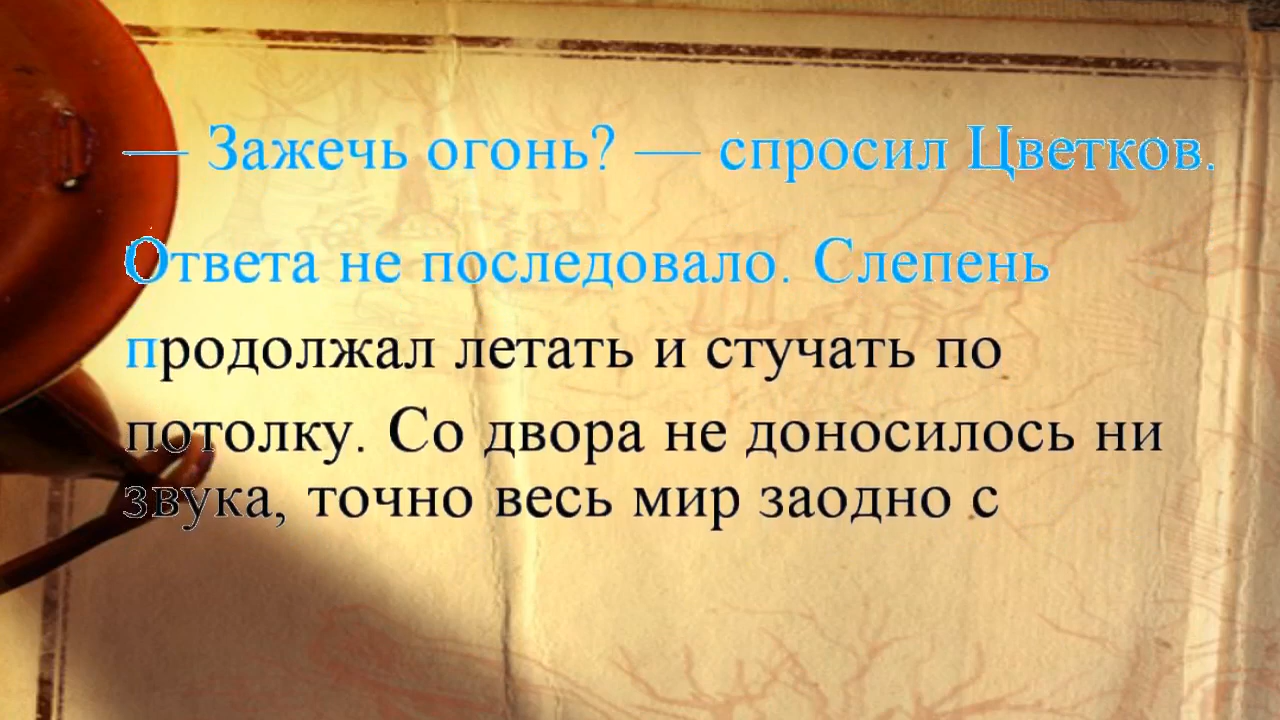 — Зажечь огонь? — спросил Цветков.
Ответа не последовало. Слепень
продолжал летать и стучать по
потолку. Со двора не доносилось ни
звука, точно весь мир заодно с